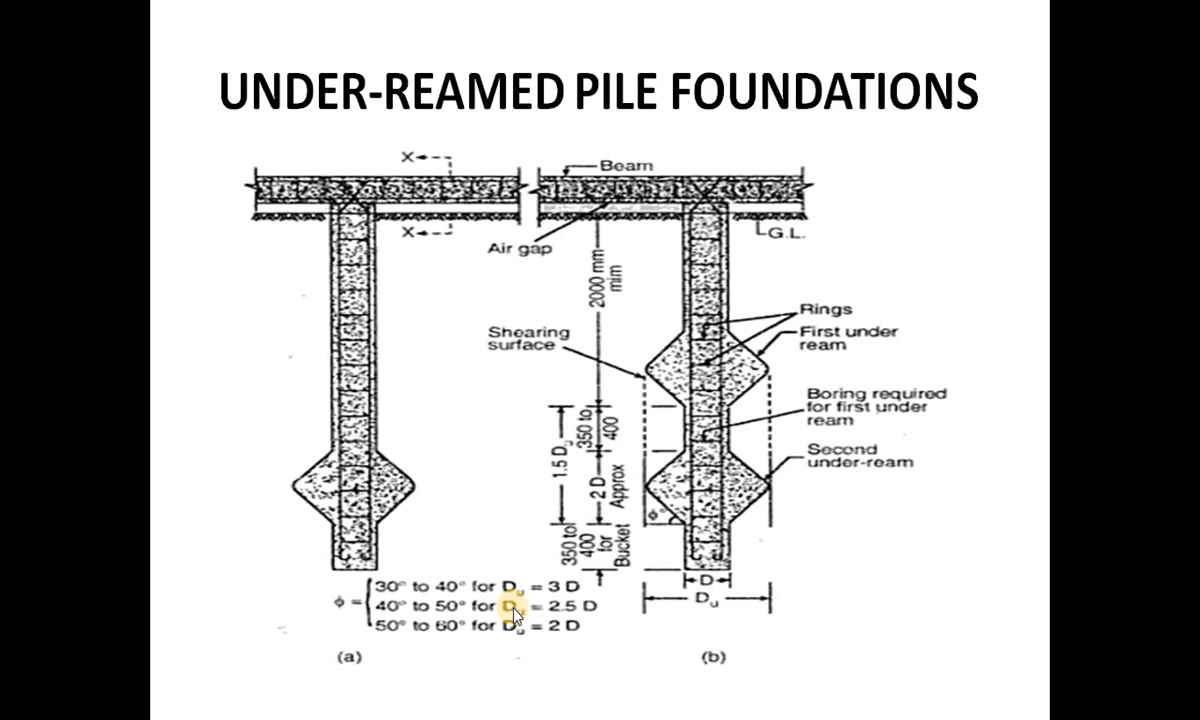 UNDER-REAMED PILE FOUNDATIONS
X
Beam
X
Air gap
G.L.
2000 mm
mim
Shearing
surface
Rings
First under
ream
Boring required
for first under
ream
Second
under-ream
1.5 Du
350 to
400
2 D
Approx
350 to
400
for
Bucket
φ
D
Du
φ =
30° to 40° for Du = 3 D
40° to 50° for Du = 2.5 D
50° to 60° for Du = 2 D
(a)
(b)